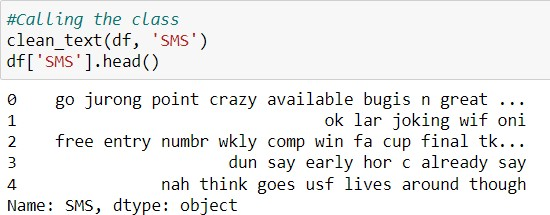 #Calling the class
clean_text(df, 'SMS')
df['SMS'].head()
0    go jurong point crazy available bugis n great ...
1                              ok lar joking wif oni
2    free entry numbr wkly comp win fa cup final tk...
3                  dun say early hor c already say
4            nah think goes usf lives around though
Name: SMS, dtype: object